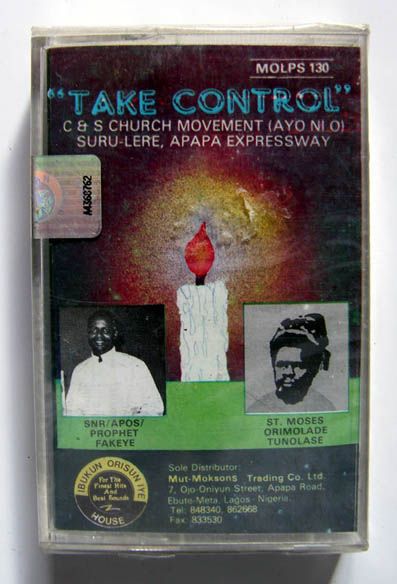 MOLPS 130
"TAKE CONTROL"
C & S CHURCH MOVEMENT (AYO NI O)
SURU-LERE, APAPA EXPRESSWAY
A4368762
SNR/APOS/
PROPHET
FAKEYE
ST. MOSES
ORIMOLADE
TUNOLASE
IBUKUN ORISUN IYE
For The
Finest Hits
And
Best Sounds
HOUSE
Sole Distributor:
Mut-Moksons Trading Co. Ltd.
7, Ojo-Oniyun Street, Apapa Road,
Ebute-Meta, Lagos - Nigeria.
Tel: 848340, 862668
Fax: 833530